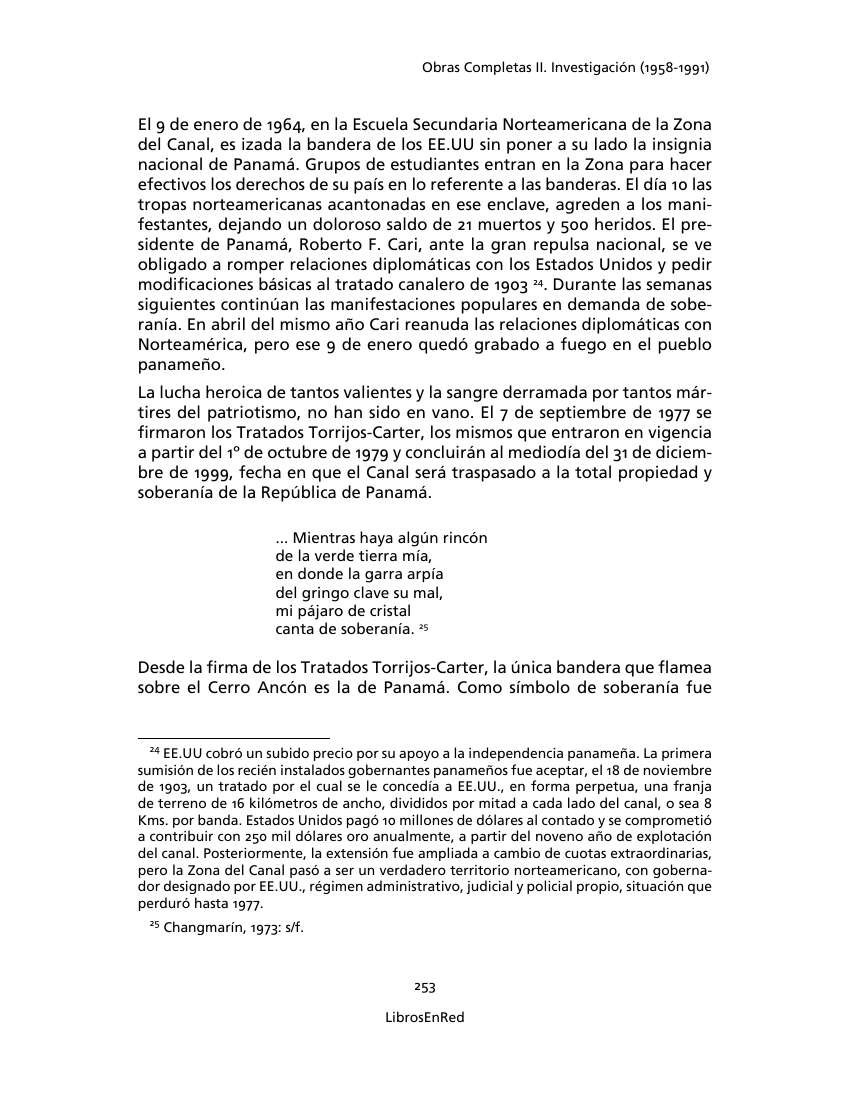 Obras Completas II. Investigación (1958-1991)
El 9 de enero de 1964, en la Escuela Secundaria Norteamericana de la Zona
del Canal, es izada la bandera de los EE.UU sin poner a su lado la insignia
nacional de Panamá. Grupos de estudiantes entran en la Zona para hacer
efectivos los derechos de su país en lo referente a las banderas. El día 10 las
tropas norteamericanas acantonadas en ese enclave, agreden a los mani-
festantes, dejando un doloroso saldo de 21 muertos y 500 heridos. El pre-
sidente de Panamá, Roberto F. Cari, ante la gran repulsa nacional, se ve
obligado a romper relaciones diplomáticas con los Estados Unidos y pedir
modificaciones básicas al tratado canalero de 1903 24. Durante las semanas
siguientes continúan las manifestaciones populares en demanda de sobe-
ranía. En abril del mismo año Cari reanuda las relaciones diplomáticas con
Norteamérica, pero ese 9 de enero quedó grabado a fuego en el pueblo
panameño.
La lucha heroica de tantos valientes y la sangre derramada por tantos már-
tires del patriotismo, no han sido en vano. El 7 de septiembre de 1977 se
firmaron los Tratados Torrijos-Carter, los mismos que entraron en vigencia
a partir del 1º de octubre de 1979 y concluirán al mediodía del 31 de diciem-
bre de 1999, fecha en que el Canal será traspasado a la total propiedad y
soberanía de la República de Panamá.
... Mientras haya algún rincón
de la verde tierra mía,
en donde la garra arpía
del gringo clave su mal,
mi pájaro de cristal
canta de soberanía. 25
Desde la firma de los Tratados Torrijos-Carter, la única bandera que flamea
sobre el Cerro Ancón es la de Panamá. Como símbolo de soberanía fue
24 EE.UU cobró un subido precio por su apoyo a la independencia panameña. La primera
sumisión de los recién instalados gobernantes panameños fue aceptar, el 18 de noviembre
de 1903, un tratado por el cual se le concedía a EE.UU., en forma perpetua, una franja
de terreno de 16 kilómetros de ancho, divididos por mitad a cada lado del canal, o sea 8
Kms. por banda. Estados Unidos pagó 10 millones de dólares al contado y se comprometió
a contribuir con 250 mil dólares oro anualmente, a partir del noveno año de explotación
del canal. Posteriormente, la extensión fue ampliada a cambio de cuotas extraordinarias,
pero la Zona del Canal pasó a ser un verdadero territorio norteamericano, con goberna-
dor designado por EE.UU., régimen administrativo, judicial y policial propio, situación que
perduró hasta 1977.
25 Changmarín, 1973: s/f.
253
LibrosEnRed